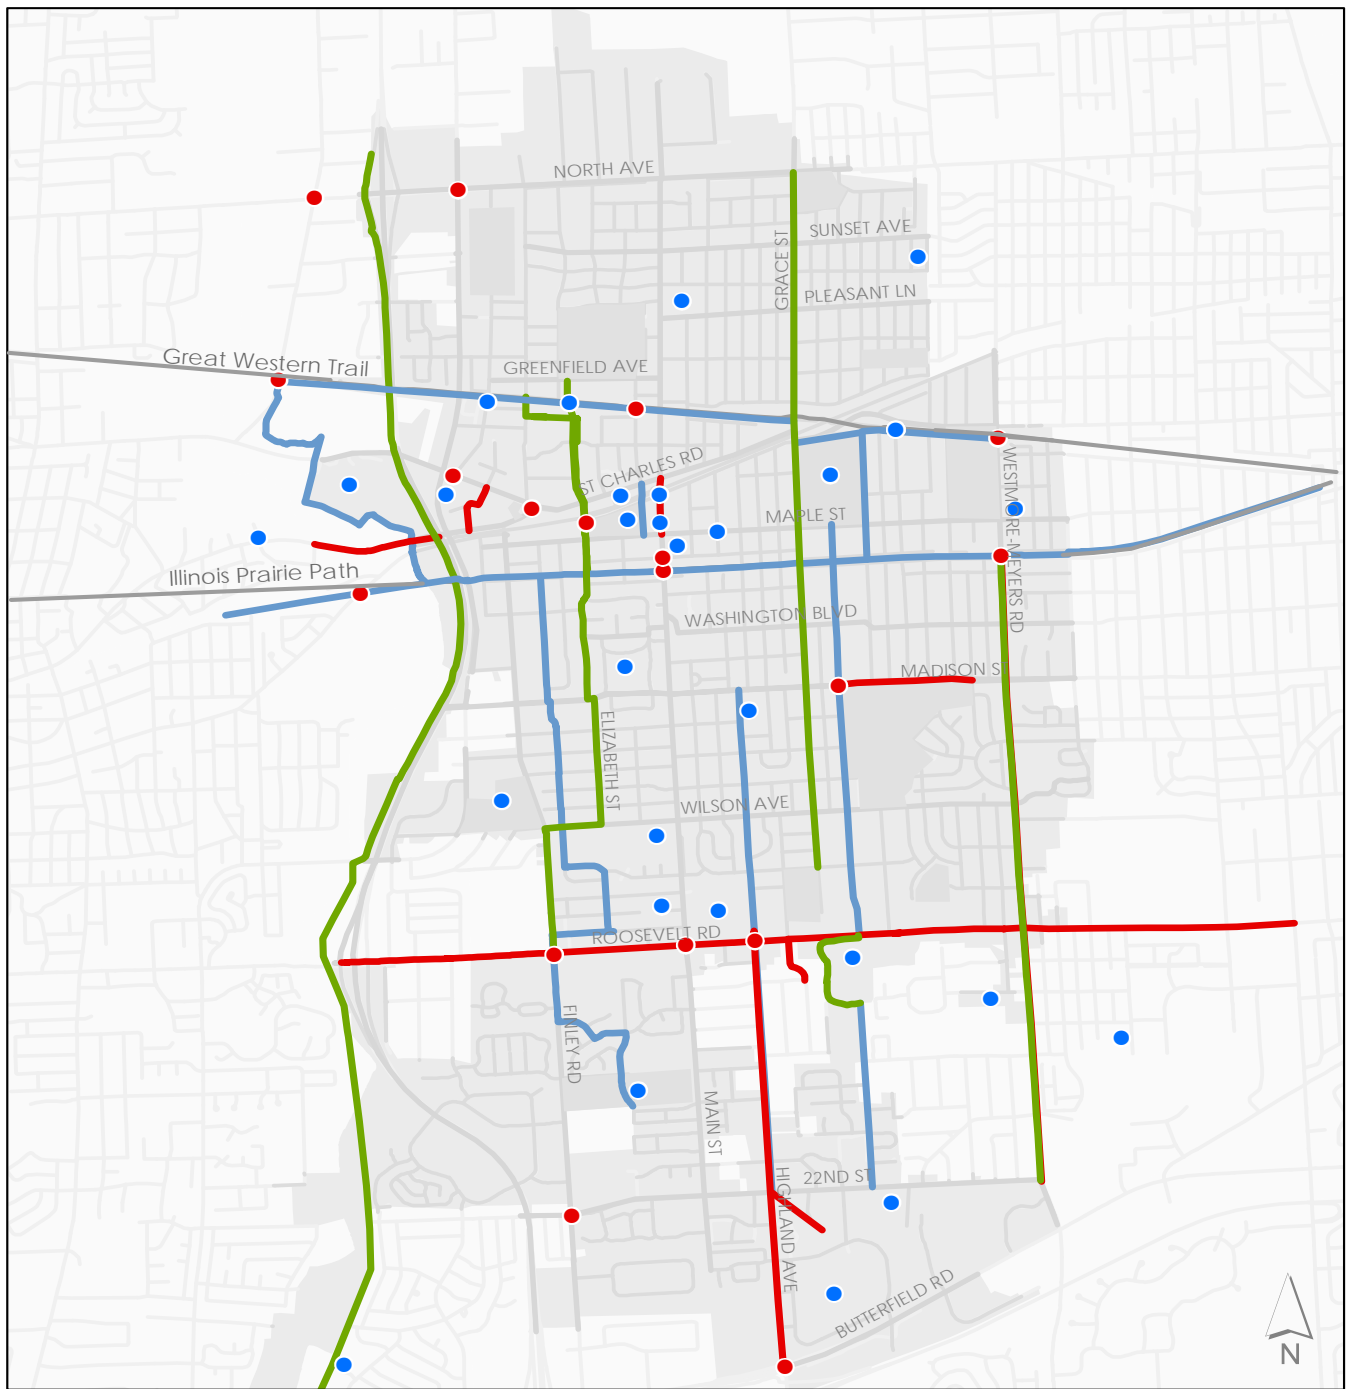 NORTH AVE
SUNSET AVE
GRACE ST
PLEASANT LN
Great Western Trail
GREENFIELD AVE
ST CHARLES RD
WESTMORE-MEYERS RD
MAPLE ST
Illinois Prairie Path
WASHINGTON BLVD
MADISON ST
ELIZABETH ST
WILSON AVE
ROOSEVELT RD
FINLEY RD
MAIN ST
22ND ST
HIGHLAND AVE
BUTTERFIELD RD
N